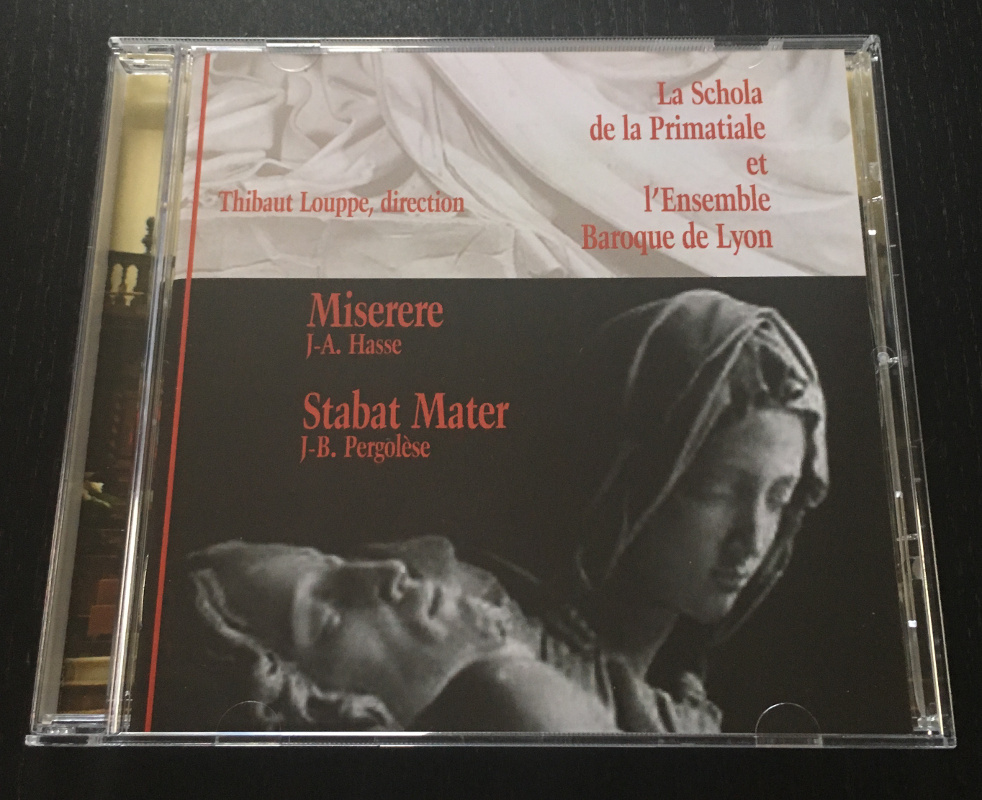 La Schola
de la Primatiale
et
l'Ensemble
Baroque de Lyon
Thibaut Louppe, direction
Miserere
J-A. Hasse
Stabat Mater
J-B. Pergolèse